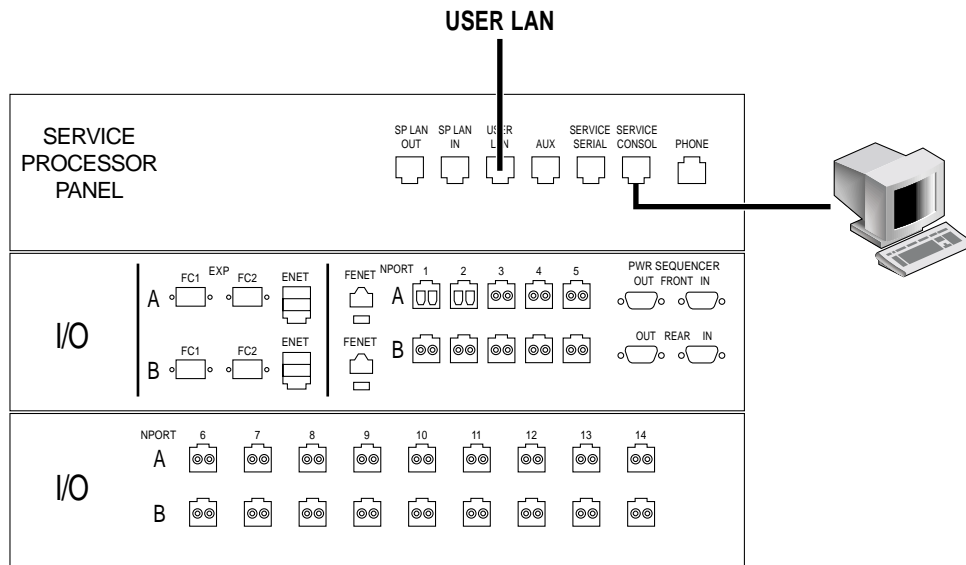 USER LAN
SERVICE
PROCESSOR
PANEL
SP LAN
OUT
SP LAN
IN
USER
LAN
AUX
SERVICE
SERIAL
SERVICE
CONSOL
PHONE
I/O
EXP
A
FC1
FC2
ENET
B
FC1
FC2
ENET
FENET
FENET
NPORT 1 2 3 4 5
A
B
PWR SEQUENCER
OUT FRONT IN
OUT REAR IN
I/O
NPORT 6 7 8 9 10 11 12 13 14
A
B